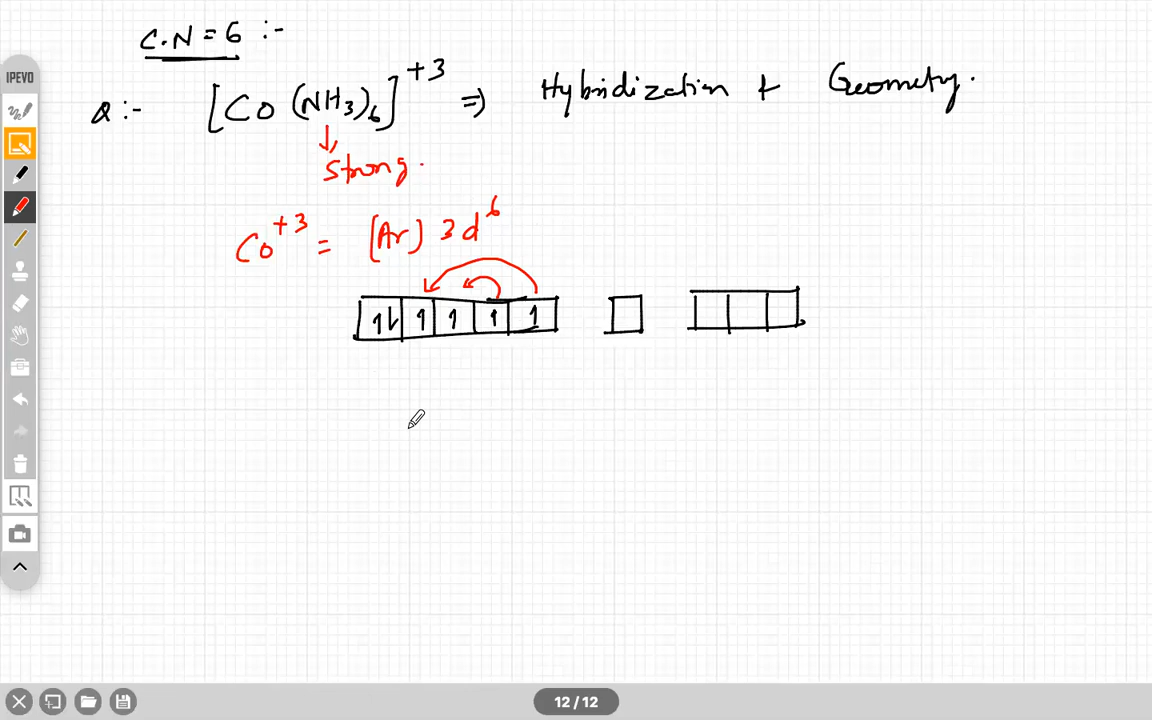 C.N = 6 :-
IPEVO
Q :- [Co (NH3)6]+3 ⇒ Hybridization + Geometry.
↓
Strong.
Co+3 = (Ar) 3d6
1↓ 1 1 1 1
12 / 12